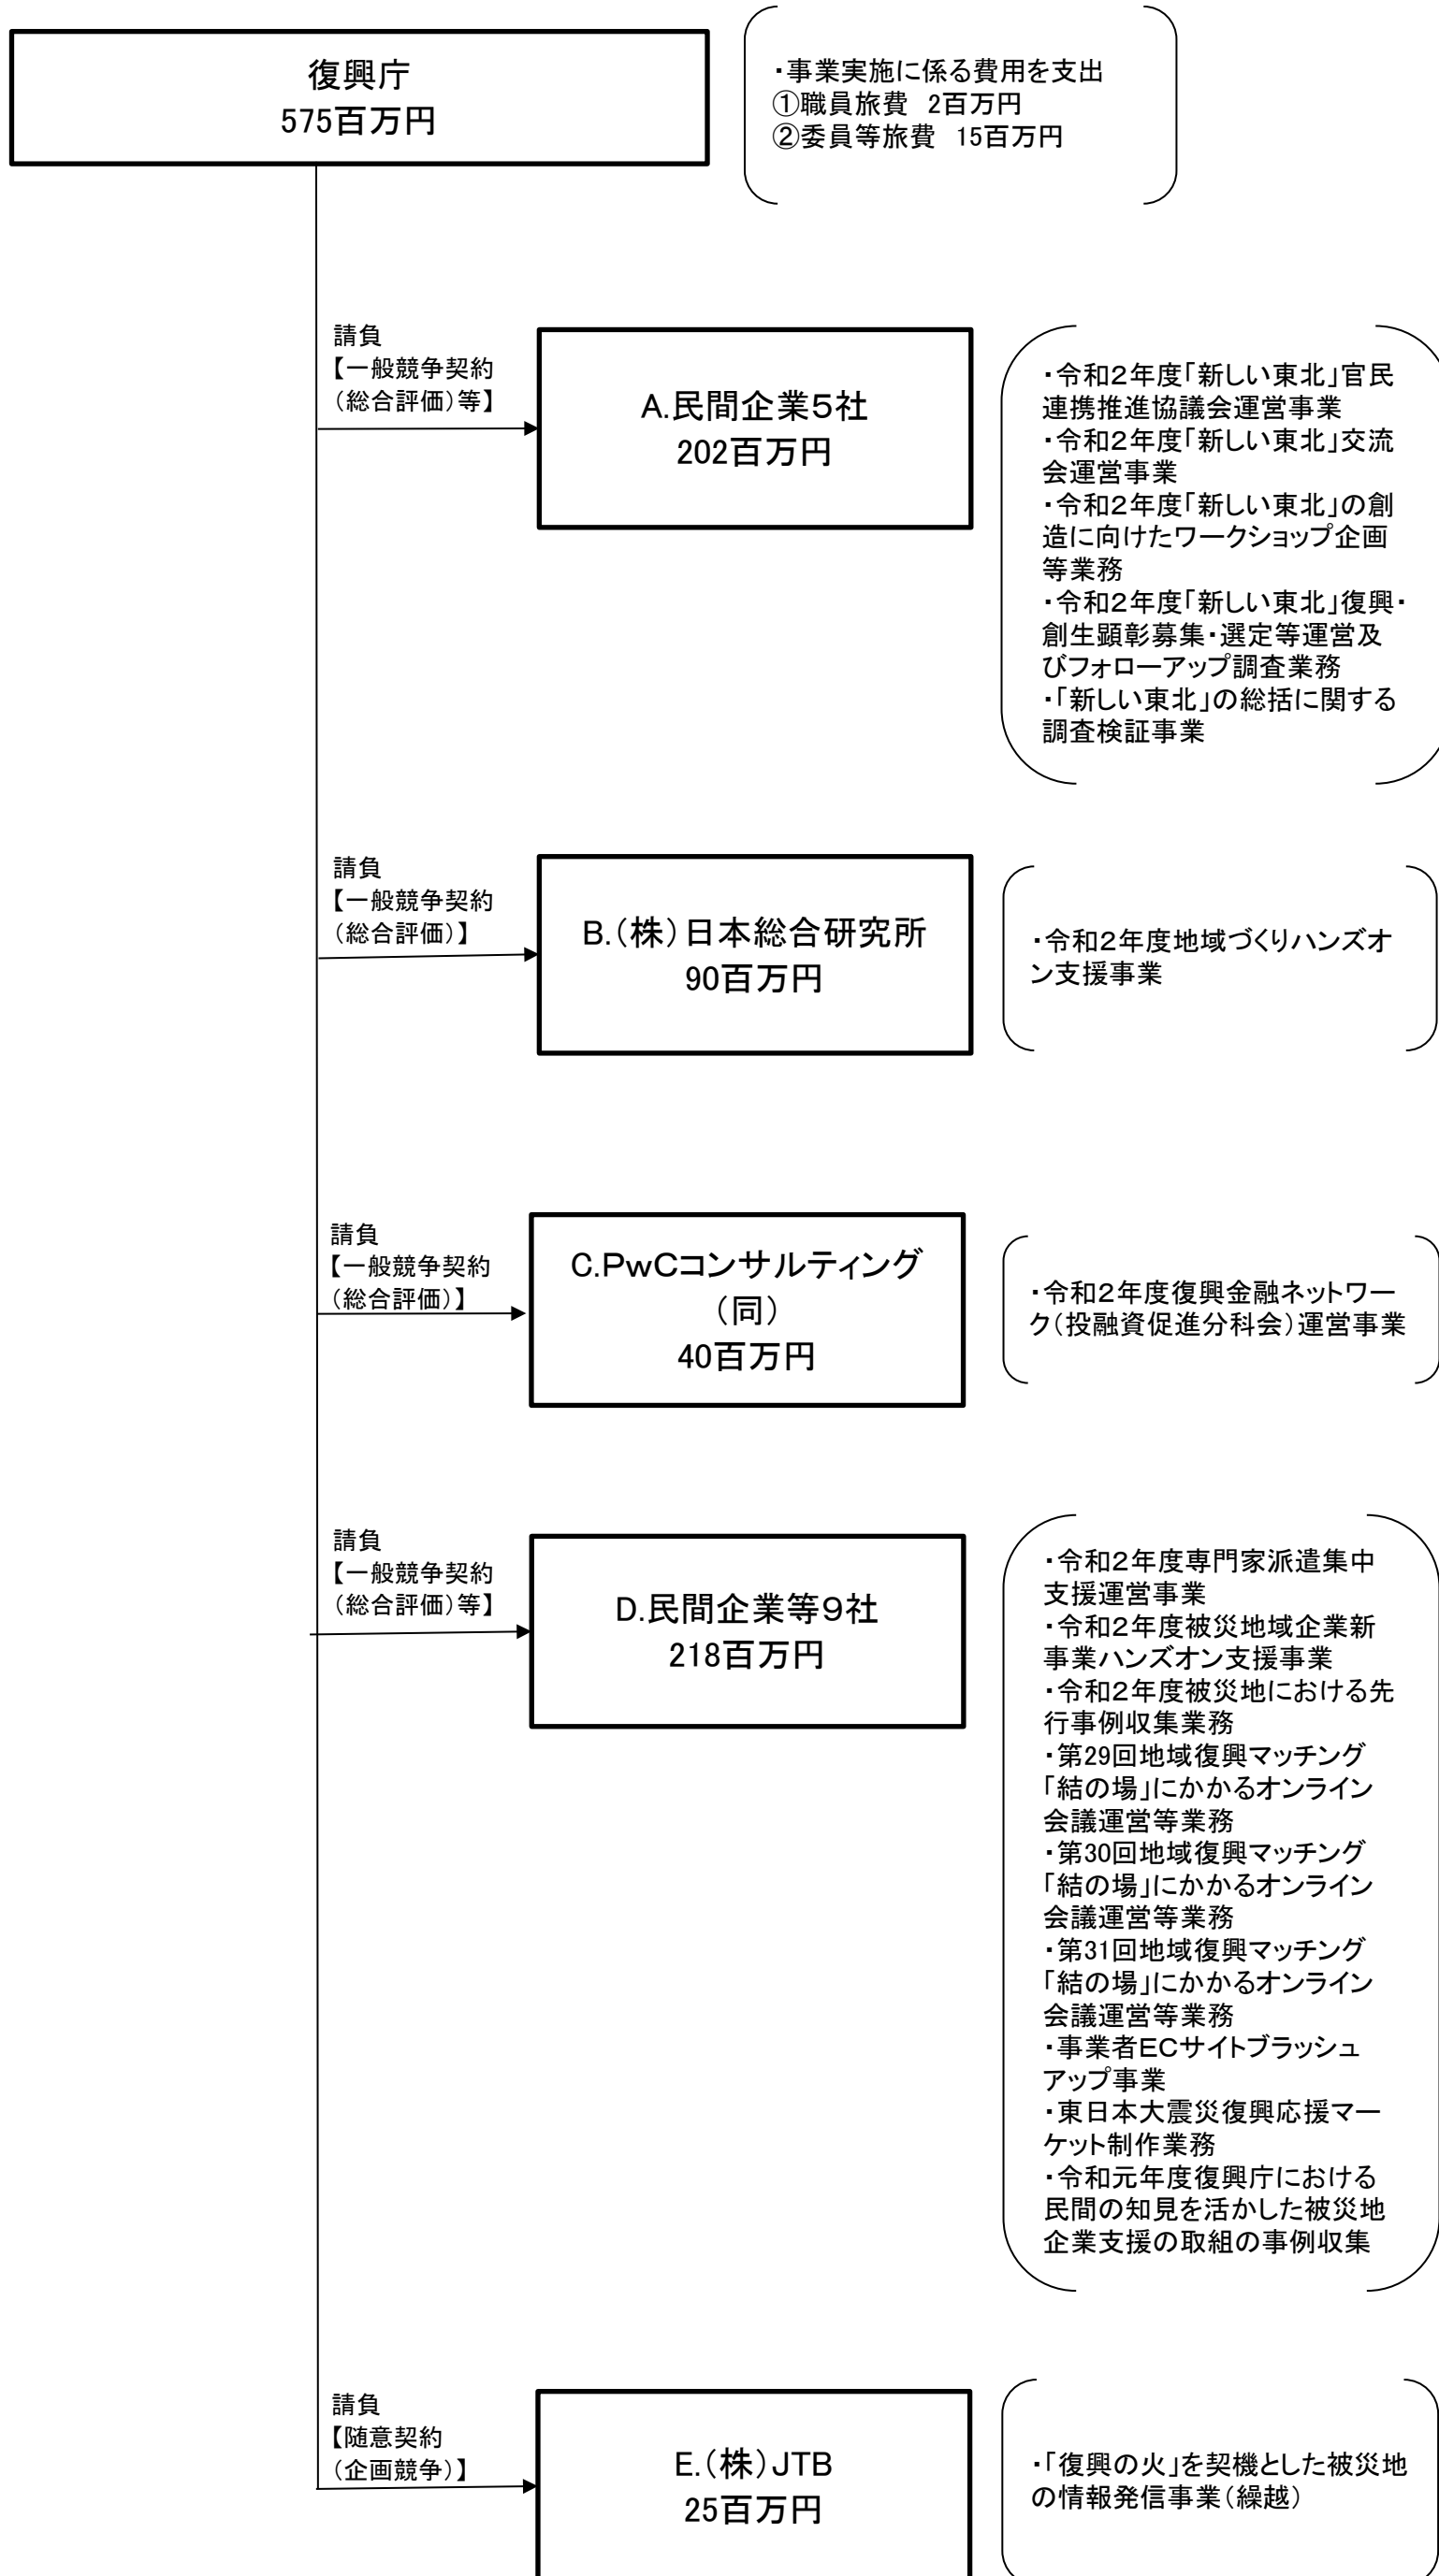 復興庁
575百万円
・事業実施に係る費用を支出
①職員旅費 2百万円
②委員等旅費 15百万円
請負
【一般競争契約
（総合評価）等】
A.民間企業５社
202百万円
・令和２年度「新しい東北」官民
連携推進協議会運営事業
・令和２年度「新しい東北」交流
会運営事業
・令和２年度「新しい東北」の創
造に向けたワークショップ企画
等業務
・令和２年度「新しい東北」復興・
創生顕彰募集・選定等運営及
びフォローアップ調査業務
・「新しい東北」の総括に関する
調査検証事業
請負
【一般競争契約
（総合評価）】
B.（株）日本総合研究所
90百万円
・令和２年度地域づくりハンズオ
ン支援事業
請負
【一般競争契約
（総合評価）】
C.PwCコンサルティング
（同）
40百万円
・令和２年度復興金融ネットワー
ク（投融資促進分科会）運営事業
請負
【一般競争契約
（総合評価）等】
D.民間企業等９社
218百万円
・令和２年度専門家派遣集中
支援運営事業
・令和２年度被災地域企業新
事業ハンズオン支援事業
・令和２年度被災地における先
行事例収集業務
・第29回地域復興マッチング
「結の場」にかかるオンライン
会議運営等業務
・第30回地域復興マッチング
「結の場」にかかるオンライン
会議運営等業務
・第31回地域復興マッチング
「結の場」にかかるオンライン
会議運営等業務
・事業者ECサイトブラッシュ
アップ事業
・東日本大震災復興応援マー
ケット制作業務
・令和元年度復興庁における
民間の知見を活かした被災地
企業支援の取組の事例収集
請負
【随意契約
（企画競争）】
E.（株）JTB
25百万円
・「復興の火」を契機とした被災地
の情報発信事業（繰越）